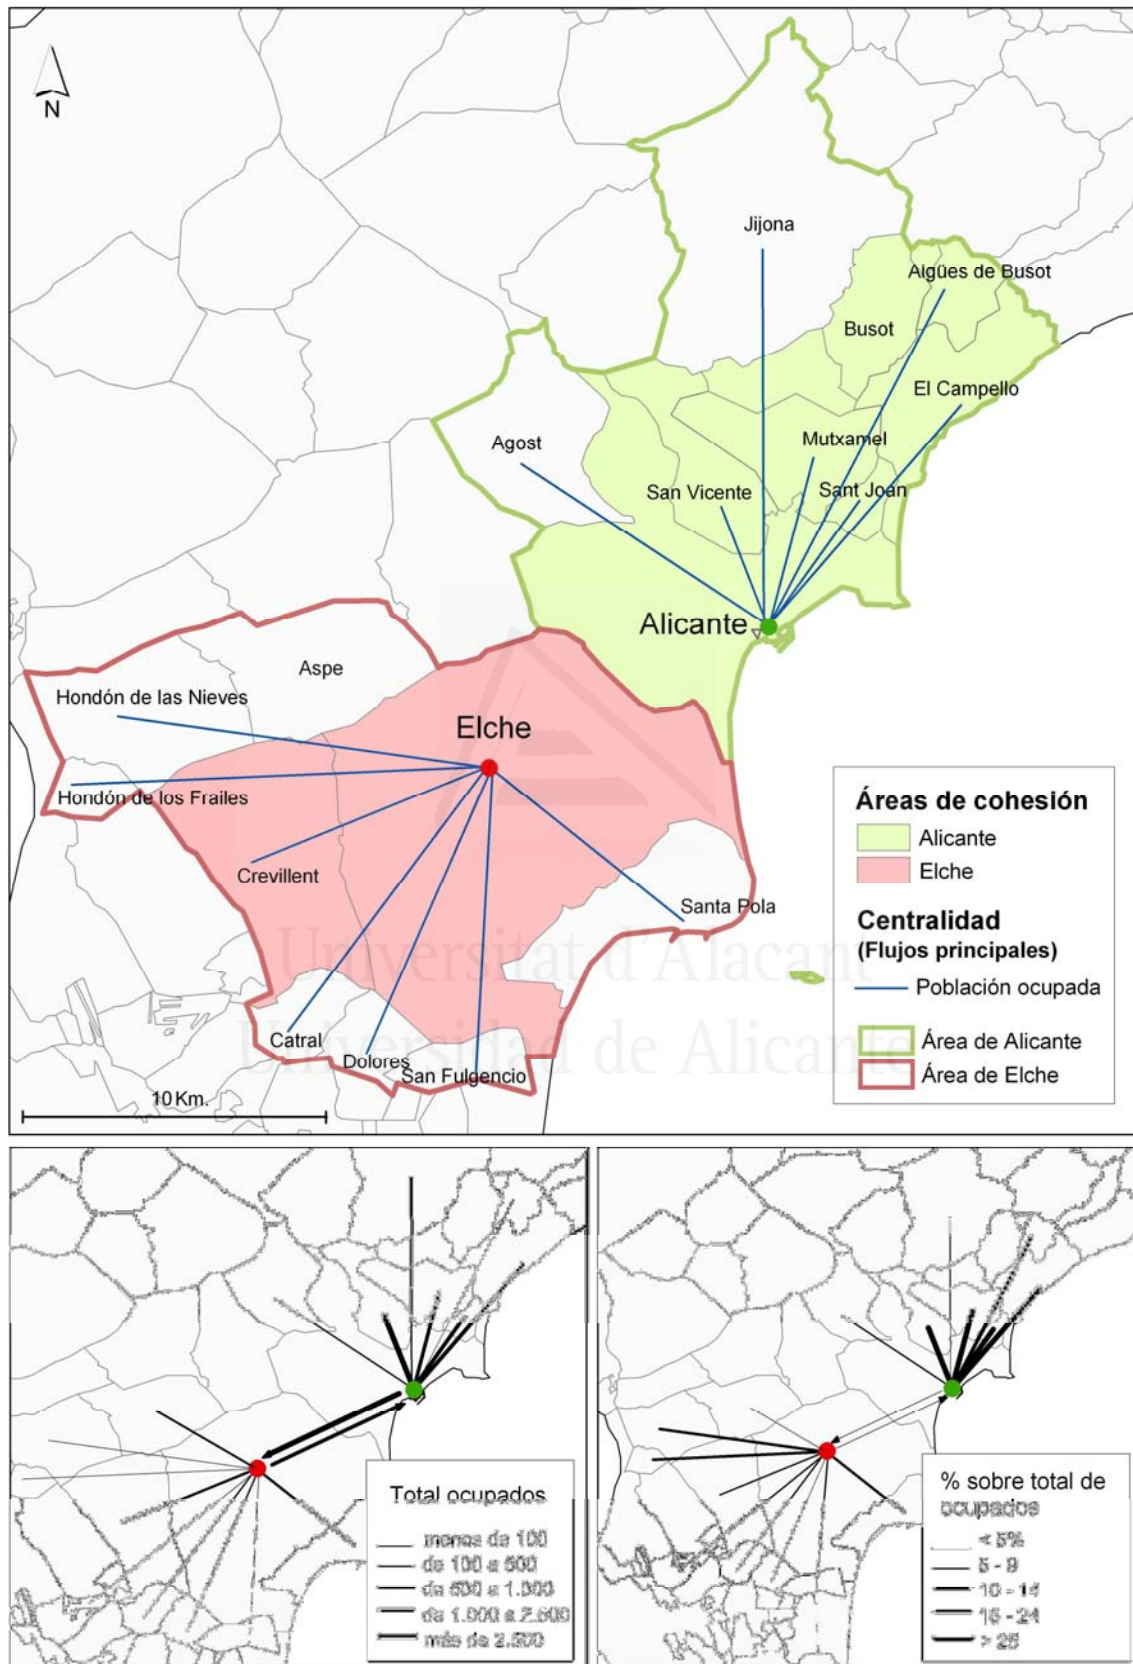 N
Jijona
Aigües de Busot
Busot
El Campello
Agost
Mutxamel
San Vicente
Sant Joan
Alicante
Aspe
Hondón de las Nieves
Elche
Hondón de los Frailes
Crevillent
Santa Pola
Catral
Dolores
San Fulgencio
10 Km.
Áreas de cohesión
Alicante
Elche
Centralidad
(Flujos principales)
Población ocupada
Área de Alicante
Área de Elche
Universitat d'Alacant
Universidad de Alicante
Total ocupados
menos de 100
de 100 a 500
de 500 a 1.000
de 1.000 a 2.500
más de 2.500
% sobre total de
ocupados
< 5%
5 - 9
10 - 14
15 - 24
> 25